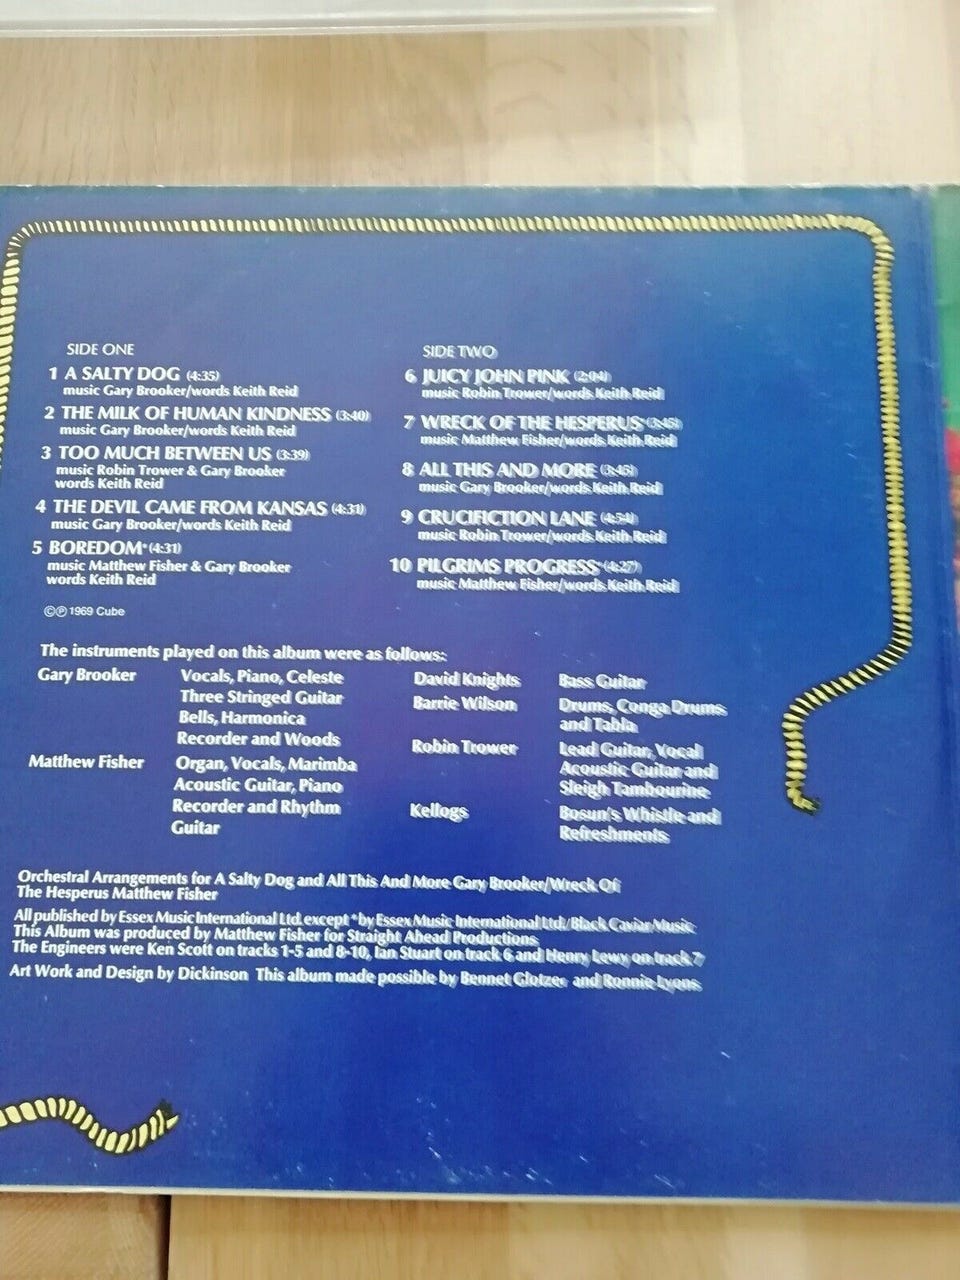 SIDE ONE
1 A SALTY DOG (4:35)
music Gary Brooker/words Keith Reid
2 THE MILK OF HUMAN KINDNESS (3:40)
music Gary Brooker/words Keith Reid
3 TOO MUCH BETWEEN US (3:39)
music Robin Trower & Gary Brooker
words Keith Reid
4 THE DEVIL CAME FROM KANSAS (4:31)
music Gary Brooker/words Keith Reid
5 BOREDOM* (4:31)
music Matthew Fisher & Gary Brooker
words Keith Reid
©℗ 1969 Cube
SIDE TWO
6 JUICY JOHN PINK (2:04)
music Robin Trower/words Keith Reid
7 WRECK OF THE HESPERUS* (3:45)
music Matthew Fisher/words Keith Reid
8 ALL THIS AND MORE (3:45)
music Gary Brooker/words Keith Reid
9 CRUCIFICTION LANE (4:54)
music Robin Trower/words Keith Reid
10 PILGRIMS PROGRESS* (4:27)
music Matthew Fisher/words Keith Reid
The instruments played on this album were as follows:
Gary Brooker Vocals, Piano, Celeste
Three Stringed Guitar
Bells, Harmonica
Recorder and Woods
Matthew Fisher Organ, Vocals, Marimba
Acoustic Guitar, Piano
Recorder and Rhythm
Guitar
David Knights Bass Guitar
Barrie Wilson Drums, Conga Drums
and Tabla
Robin Trower Lead Guitar, Vocal
Acoustic Guitar and
Sleigh Tambourine
Kellogs Bosun's Whistle and
Refreshments
Orchestral Arrangements for A Salty Dog and All This And More Gary Brooker/Wreck Of
The Hesperus Matthew Fisher
All published by Essex Music International Ltd. except * by Essex Music International Ltd./Black Caviar Music
This Album was produced by Matthew Fisher for Straight Ahead Productions
The Engineers were Ken Scott on tracks 1-5 and 8-10, Ian Stuart on track 6 and Henry Lewy on track 7
Art Work and Design by Dickinson This album made possible by Bennet Glotzer and Ronnie Lyons